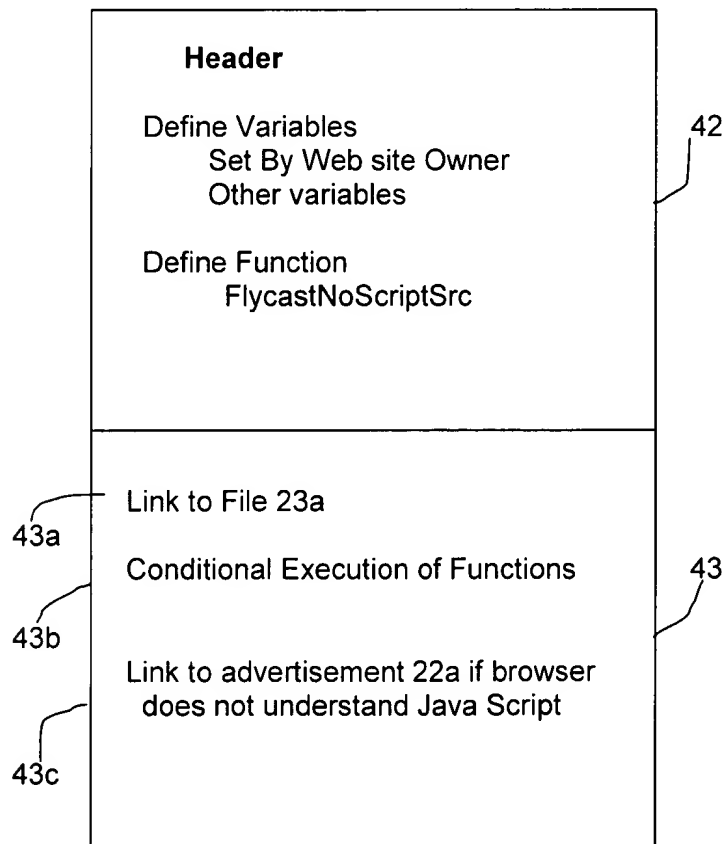 Header
Define Variables
Set By Web site Owner
Other variables
42
Define Function
FlycastNoScriptSrc
Link to File 23a
43a
Conditional Execution of Functions
43
43b
Link to advertisement 22a if browser
does not understand Java Script
43c